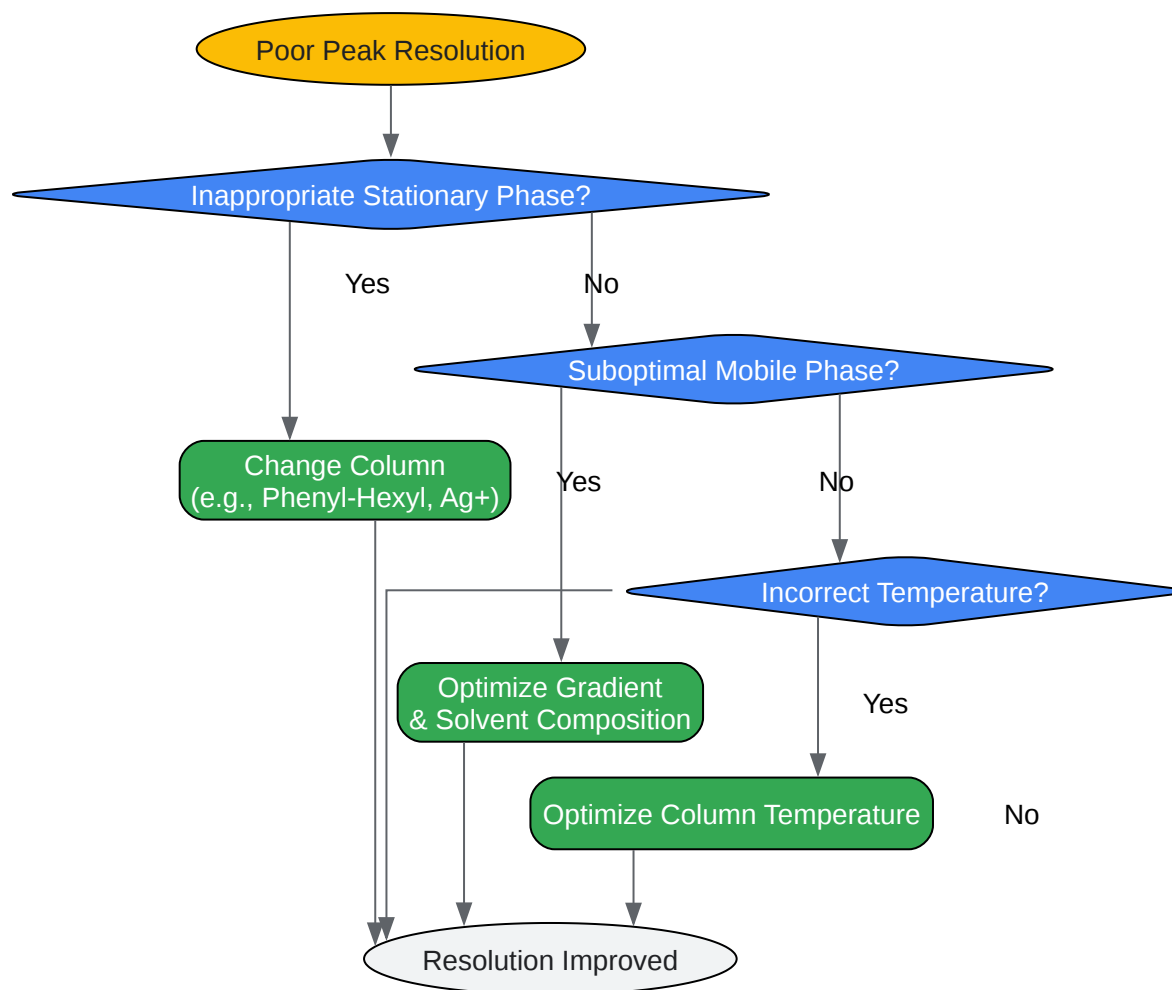 Poor Peak Resolution
Inappropriate Stationary Phase?
Yes
No
Suboptimal Mobile Phase?
Change Column
(e.g., Phenyl-Hexyl, Ag+)
Yes
No
Incorrect Temperature?
Optimize Gradient
& Solvent Composition
Yes
Optimize Column Temperature
No
Resolution Improved